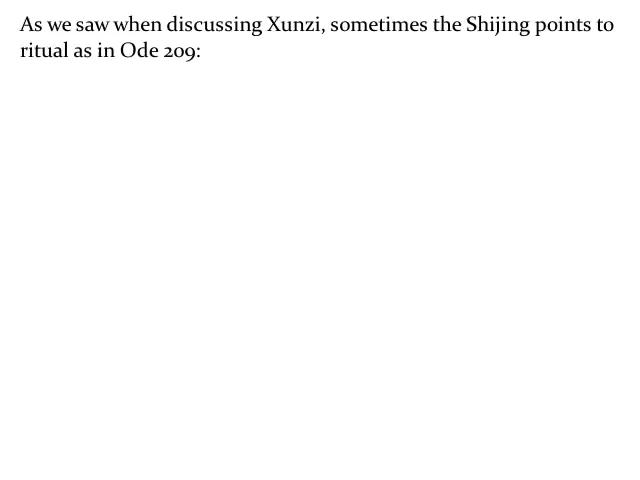 As we saw when discussing Xunzi, sometimes the Shijing points to
ritual as in Ode 209: